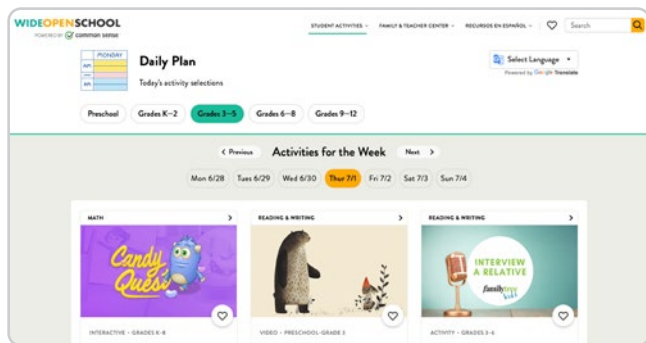 WIDEOPENSCHOOL
POWERED BY common sense
STUDENT ACTIVITIES
FAMILY & TEACHER CENTER
RECURSOS EN ESPAÑOL
Search
MONDAY
AM
PM
Daily Plan
Today's activity selections
Select Language
Powered by Google Translate
Preschool
Grades K–2
Grades 3–5
Grades 6–8
Grades 9–12
< Previous
Activities for the Week
Next >
Mon 6/28
Tues 6/29
Wed 6/30
Thur 7/1
Fri 7/2
Sat 7/3
Sun 7/4
MATH
READING & WRITING
READING & WRITING
Candy
Quest
INTERVIEW
A RELATIVE
familytree
kids
INTERACTIVE • GRADES K-8
VIDEO • PRESCHOOL-GRADE 3
ACTIVITY • GRADES 3-6